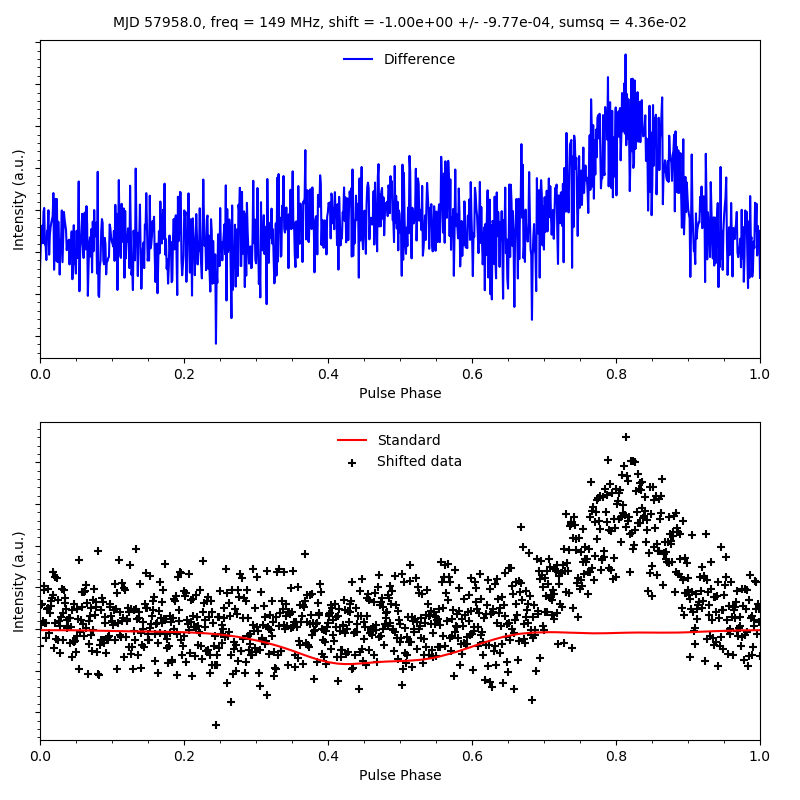 MJD 57958.0, freq = 149 MHz, shift = -1.00e+00 +/- -9.77e-04, sumsq = 4.36e-02
Difference
Intensity (a.u.)
0.0 0.2 0.4 0.6 0.8 1.0
Pulse Phase
Standard
Shifted data
Intensity (a.u.)
0.0 0.2 0.4 0.6 0.8 1.0
Pulse Phase